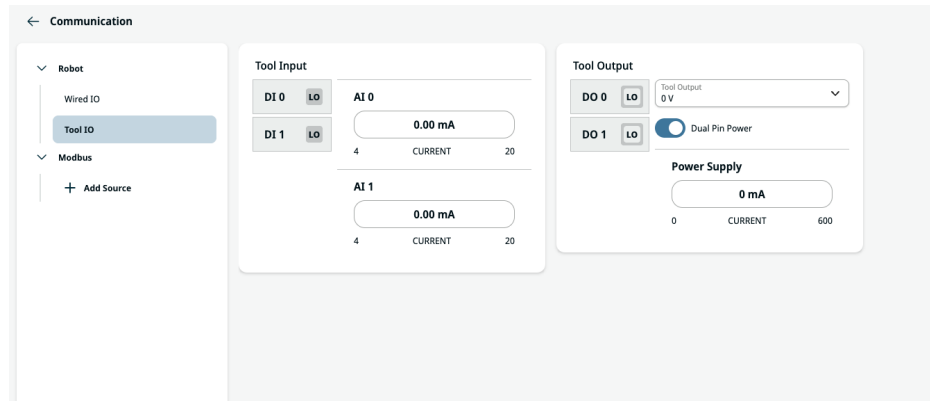 Communication
Robot
Wired IO
Tool IO
Modbus
Add Source
Tool Input
DI 0 LO
DI 1 LO
AI 0
0.00 mA
4 CURRENT 20
AI 1
0.00 mA
4 CURRENT 20
Tool Output
DO 0 LO
DO 1 LO
Tool Output
0 V
Dual Pin Power
Power Supply
0 mA
0 CURRENT 600